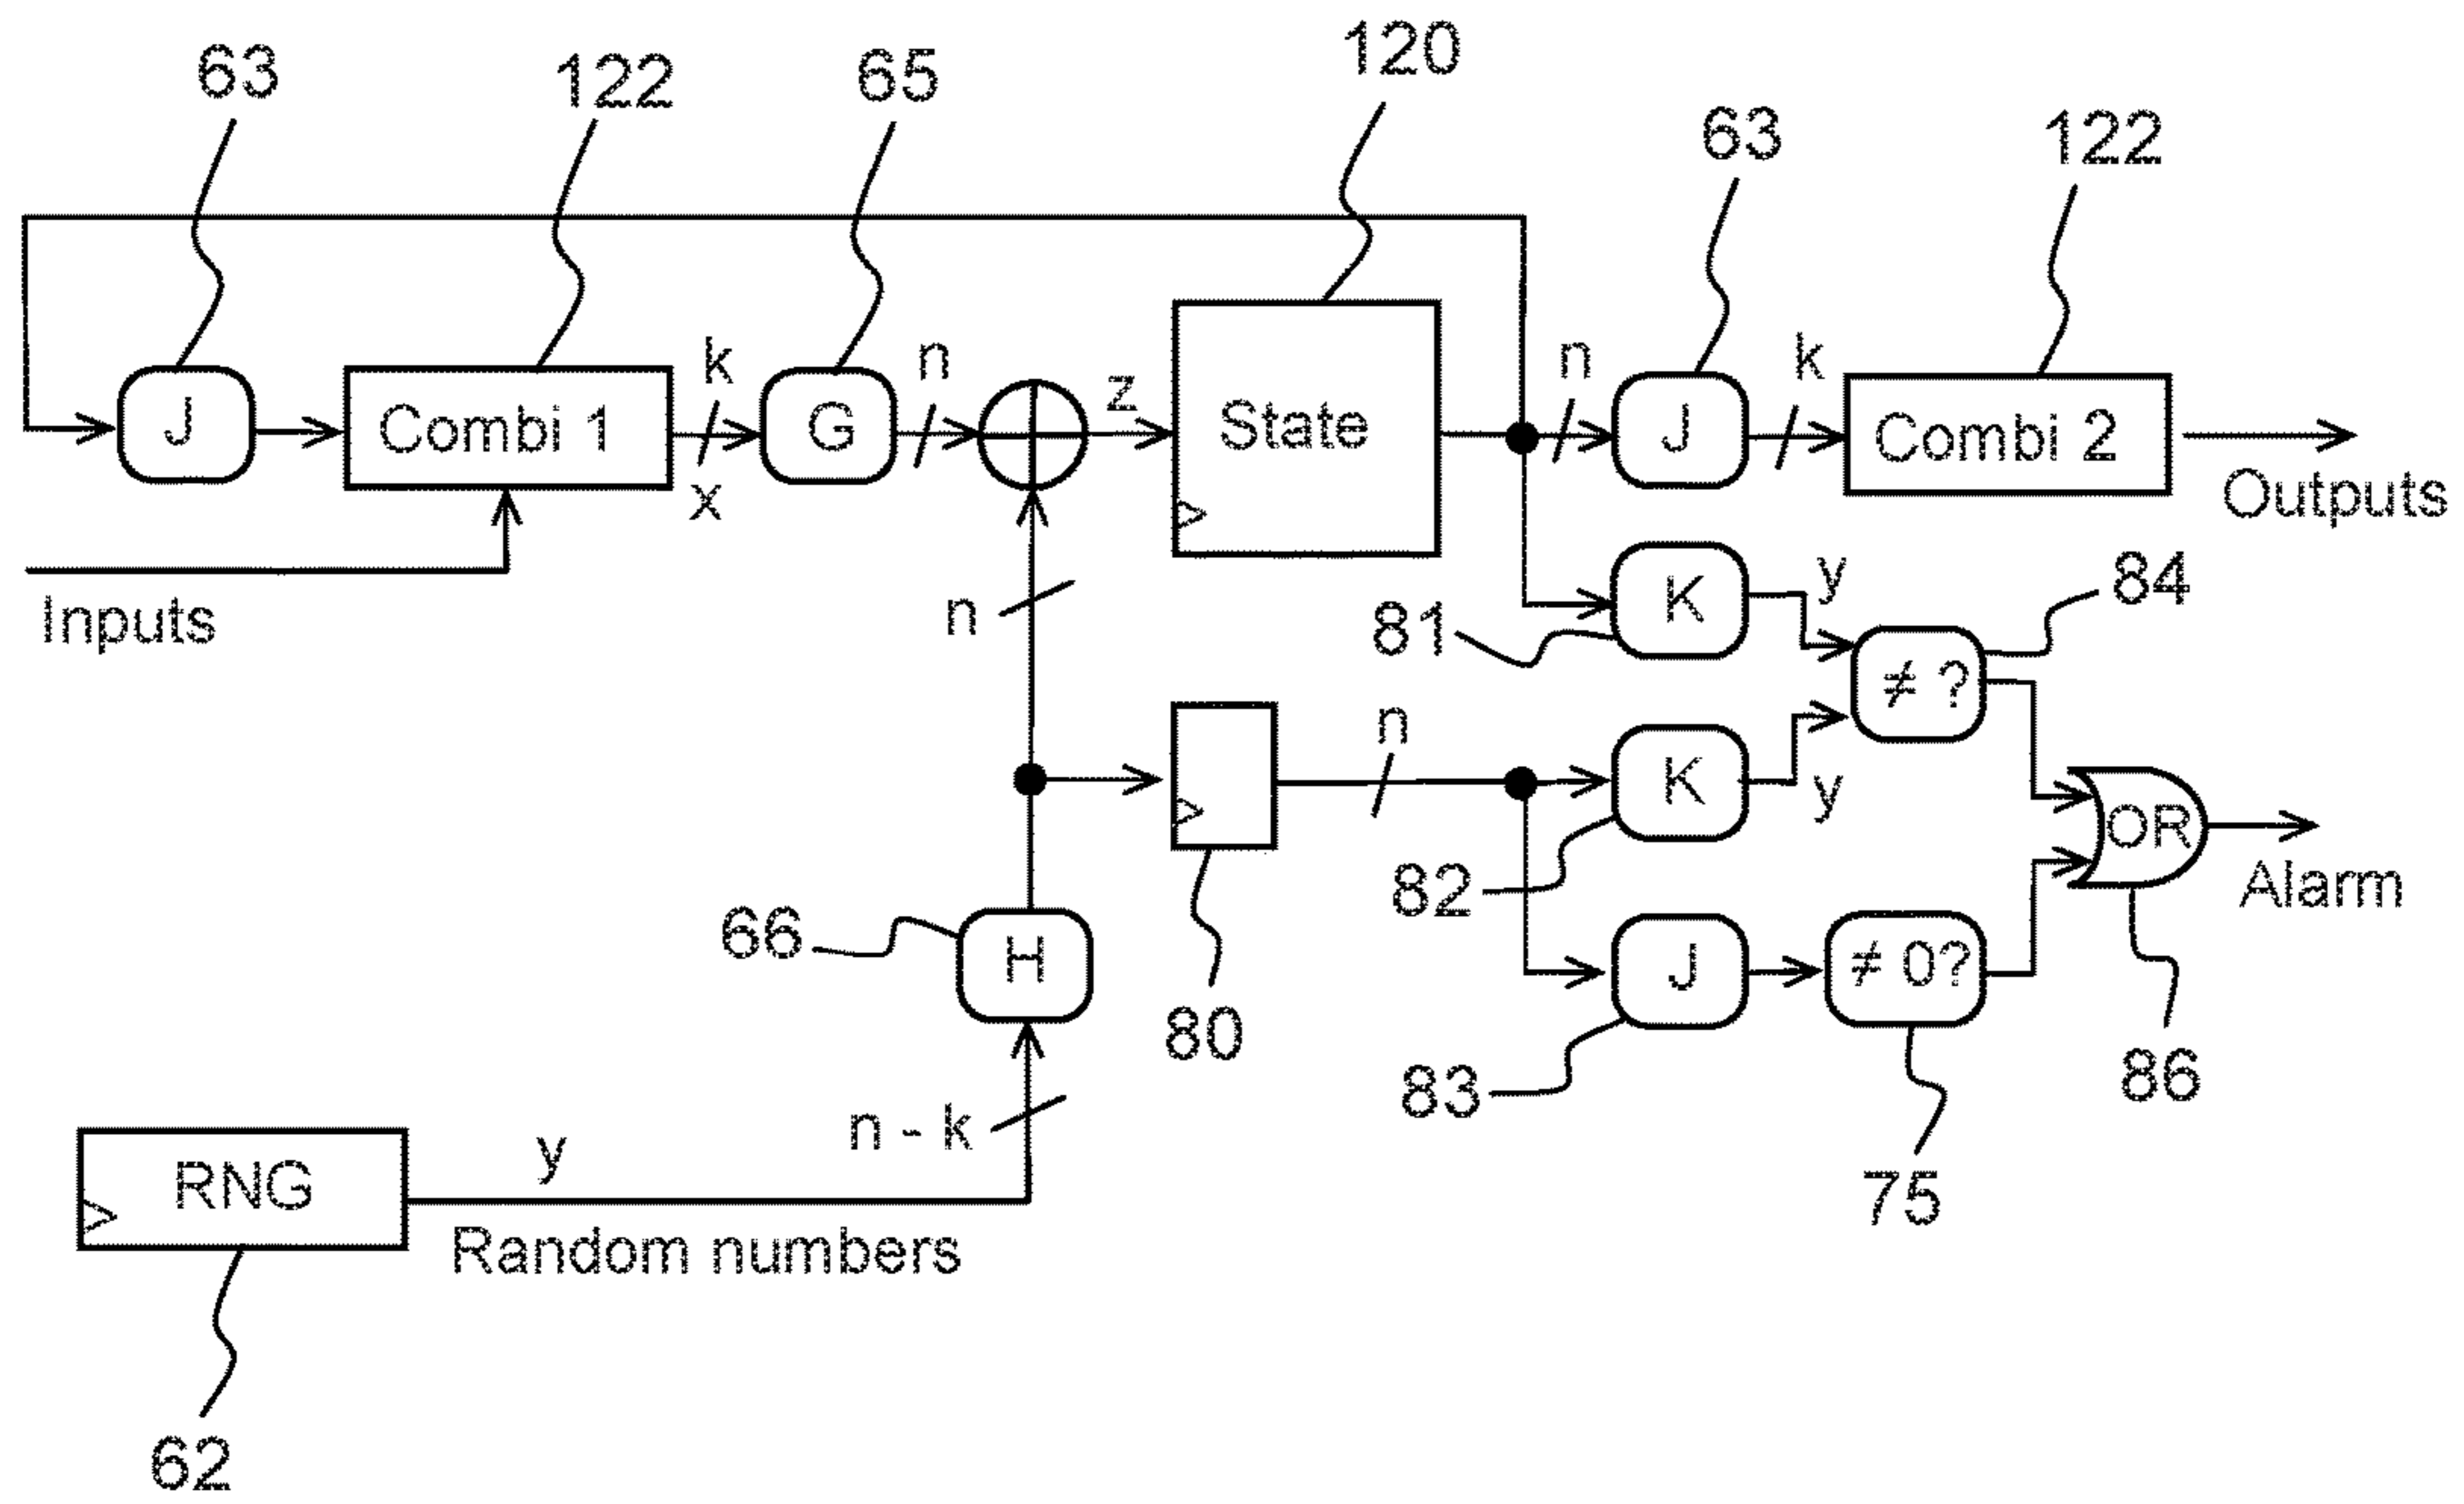 63
122
65
120
63
122
J
Combi 1
k
x
G
n
z
State
n
J
k
Combi 2
Outputs
Inputs
n
81
K
y
84
≠ ?
n
82
K
y
OR
Alarm
66
H
80
83
J
≠ 0?
86
75
RNG
y
n - k
Random numbers
62